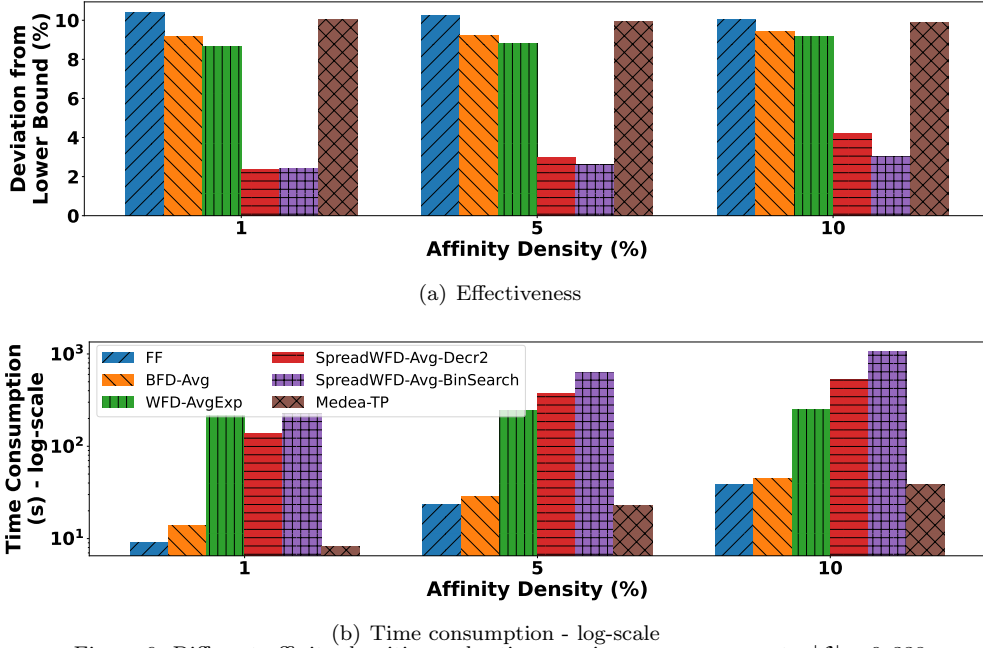 Deviation from
Lower Bound (%)
10
8
6
4
2
0
1
5
10
Affinity Density (%)
(a) Effectiveness
Time Consumption
(s) - log-scale
10³
10²
10¹
FF
BFD-Avg
WFD-AvgExp
SpreadWFD-Avg-Decr2
SpreadWFD-Avg-BinSearch
Medea-TP
1
5
10
Affinity Density (%)
(b) Time consumption - log-scale